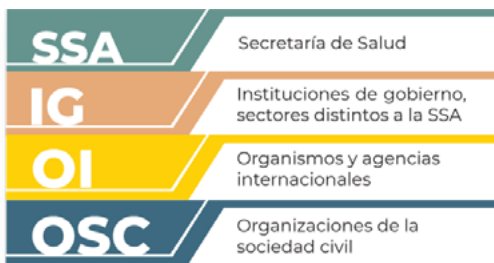 SSA
Secretaría de Salud
IG
Instituciones de gobierno,
sectores distintos a la SSA
OI
Organismos y agencias
internacionales
OSC
Organizaciones de la
sociedad civil